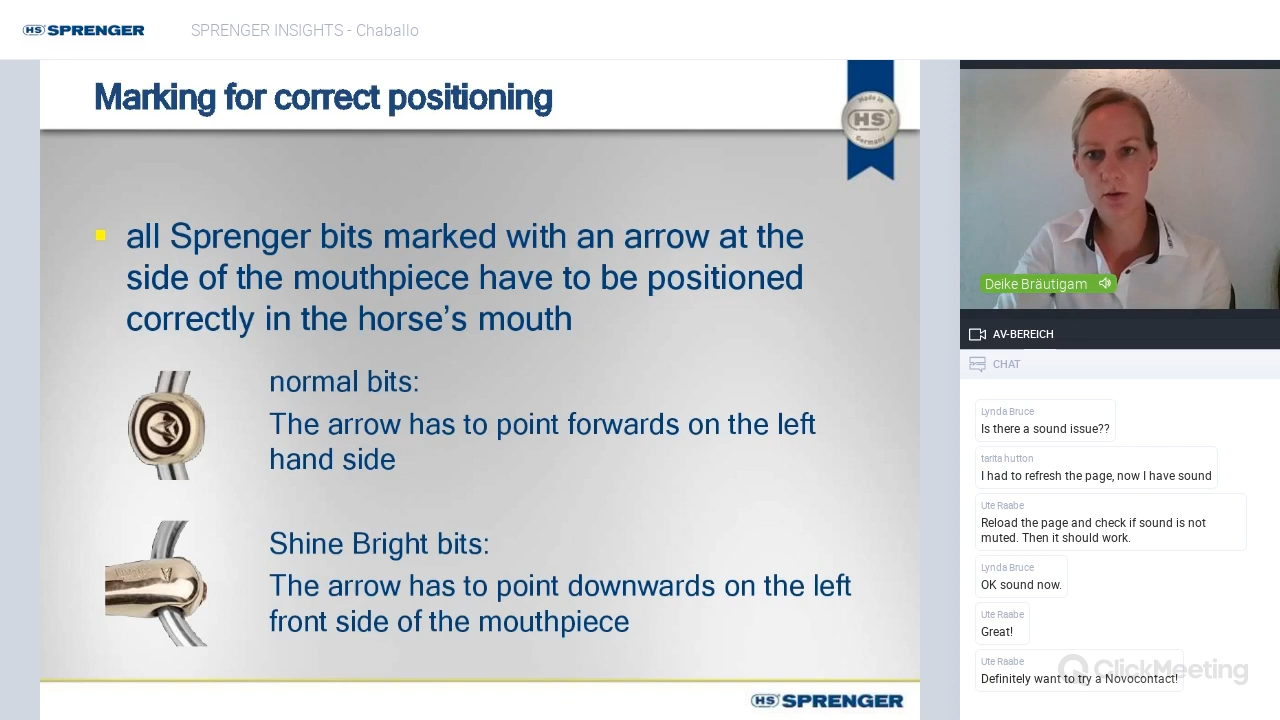 HS SPRENGER
SPRENGER INSIGHTS - Chaballo
Marking for correct positioning
Made in
HS
Germany
all Sprenger bits marked with an arrow at the
side of the mouthpiece have to be positioned
correctly in the horse's mouth
normal bits:
The arrow has to point forwards on the left
hand side
Shine Bright bits:
The arrow has to point downwards on the left
front side of the mouthpiece
HS SPRENGER
Deike Bräutigam
AV-BEREICH
CHAT
Lynda Bruce
Is there a sound issue??
tarita hutton
I had to refresh the page, now I have sound
Ute Raabe
Reload the page and check if sound is not
muted. Then it should work.
Lynda Bruce
OK sound now.
Ute Raabe
Great!
Ute Raabe
Definitely want to try a Novocontact!
ClickMeeting